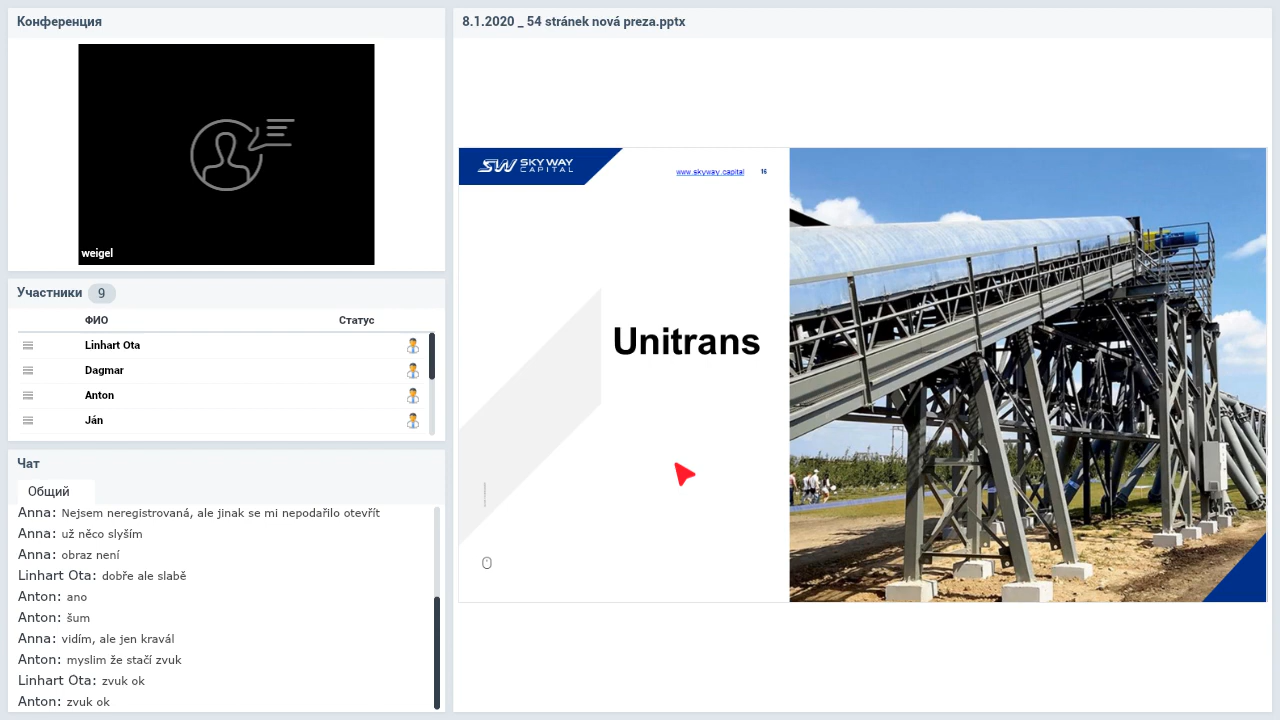 Конференция
weigel
Участники 9
ФИО Статус
Linhart Ota
Dagmar
Anton
Ján
Чат
Общий
Anna: Nejsem neregistrovaná, ale jinak se mi nepodařilo otevřít
Anna: už něco slyším
Anna: obraz není
Linhart Ota: dobře ale slabě
Anton: ano
Anton: šum
Anna: vidím, ale jen kravál
Anton: myslim že stačí zvuk
Linhart Ota: zvuk ok
Anton: zvuk ok
8.1.2020 _ 54 stránek nová preza.pptx
SW SKY WAY
CAPITAL
www.skyway.capital 16
Unitrans